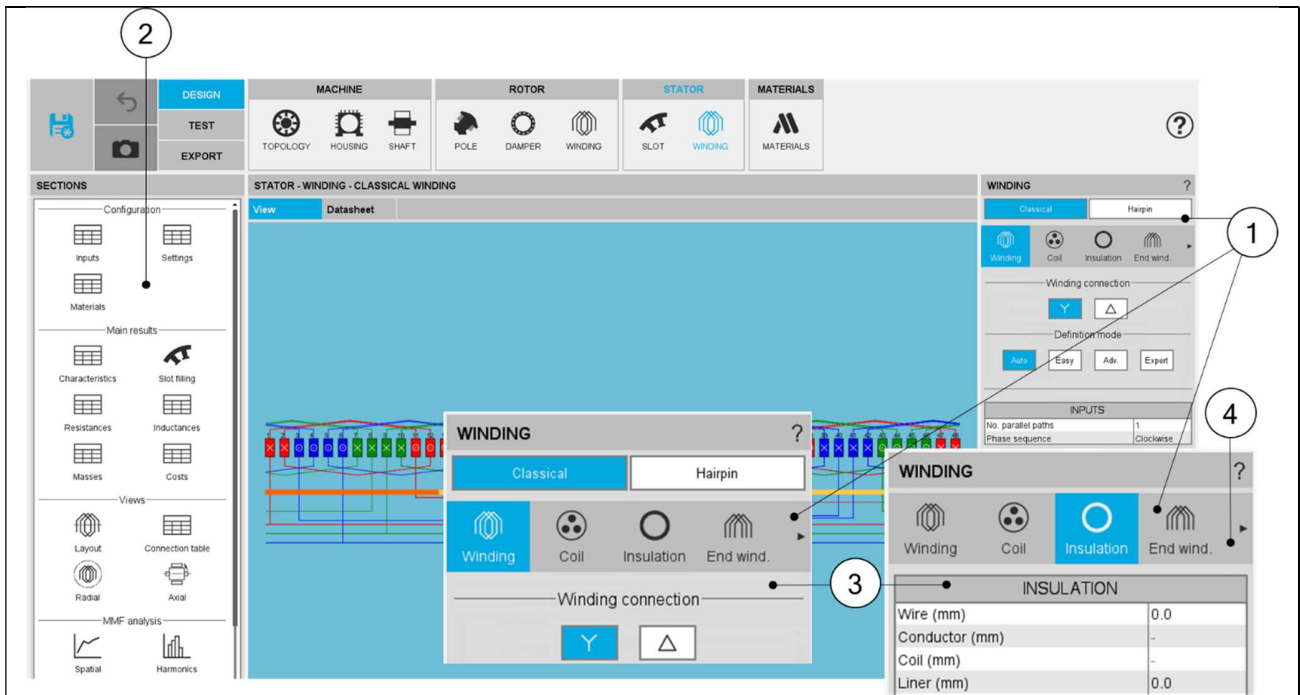 2
DESIGN
TEST
EXPORT
MACHINE
TOPOLOGY HOUSING SHAFT
ROTOR
POLE DAMPER WINDING
STATOR
SLOT WINDING
MATERIALS
MATERIALS
?
SECTIONS
Configuration
Inputs Settings
Materials
Main results
Characteristics Slot filling
Resistances Inductances
Masses Costs
Views
Layout Connection table
Radial Axial
MMF analysis
Spatial Harmonics
STATOR - WINDING - CLASSICAL WINDING
View Datasheet
WINDING ?
Classical Hairpin
Winding Coil Insulation End wind.
Winding connection
Y Δ
Definition mode
Auto Easy Adv. Expert
INPUTS
No. parallel paths 1
Phase sequence Clockwise
1
4
WINDING ?
Classical Hairpin
Winding Coil Insulation End wind.
Winding connection
Y Δ
3
WINDING ?
Winding Coil Insulation End wind.
INSULATION
Wire (mm) 0.0
Conductor (mm) -
Coil (mm) -
Liner (mm) 0.0